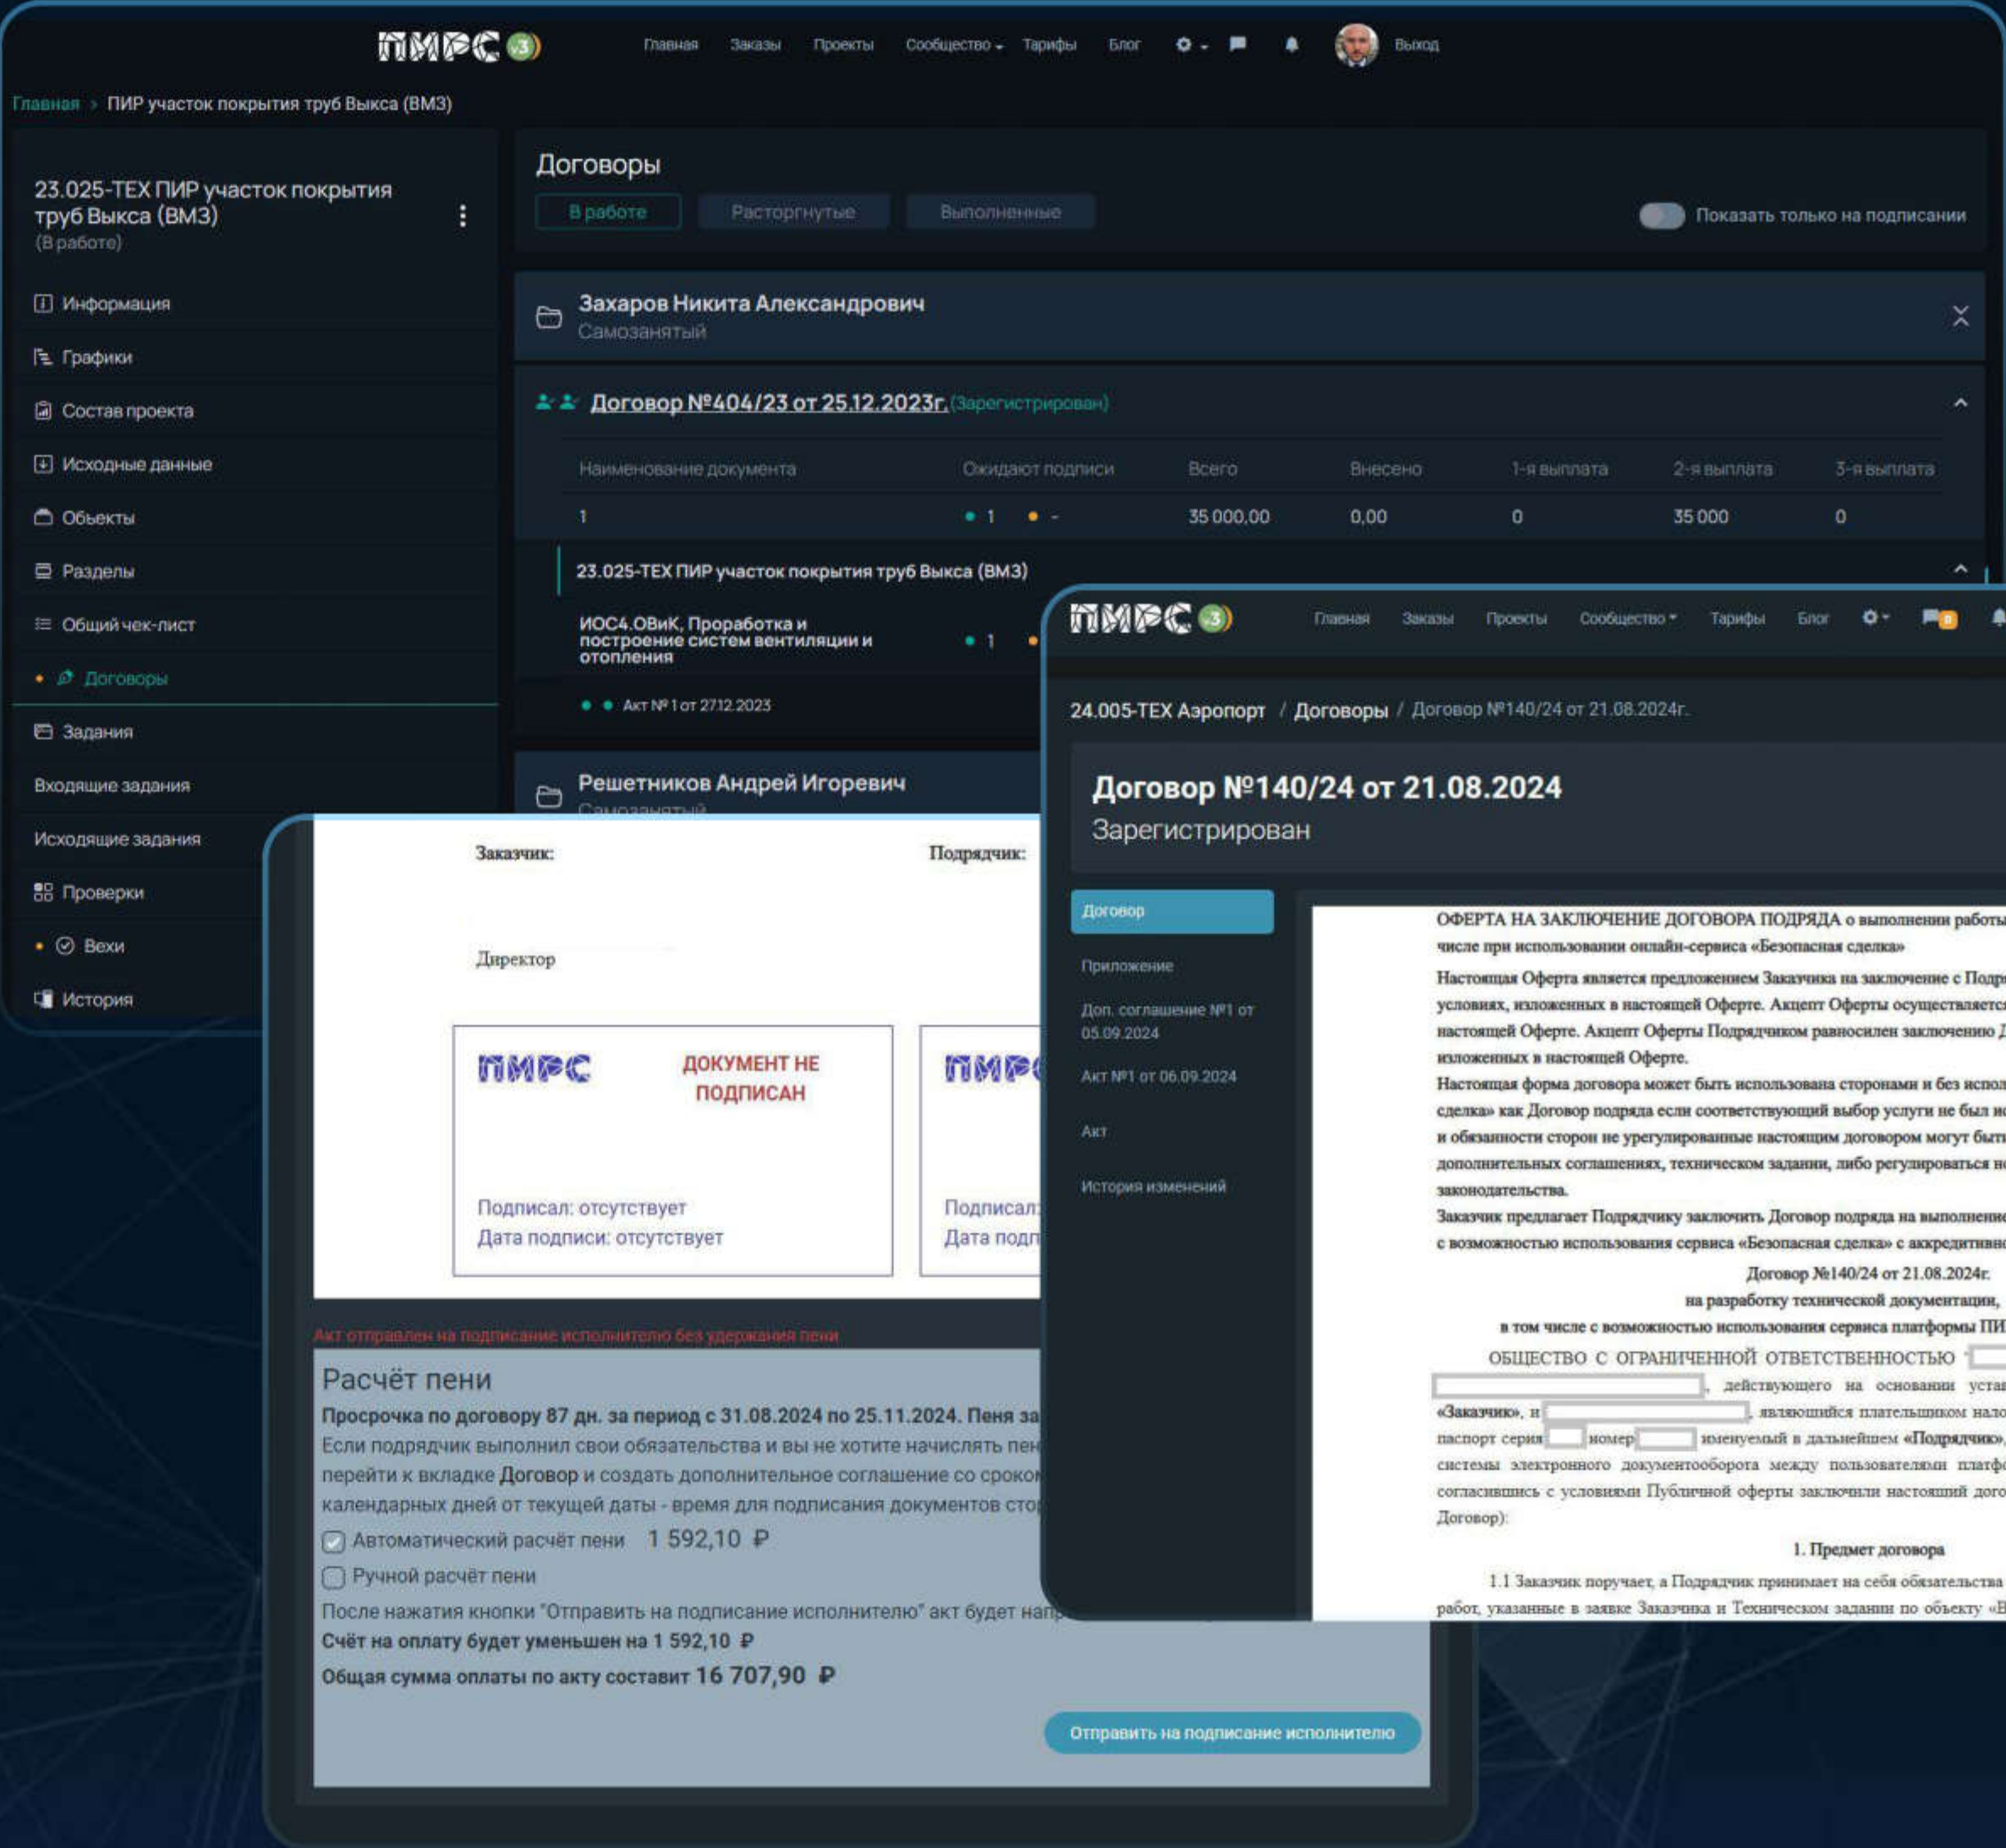 ПИРС v3
Главная Заказы Проекты Сообщество Тарифы Блог Выход
Главная > ПИР участок покрытия труб Выкса (ВМЗ)
23.025-ТЕХ ПИР участок покрытия
труб Выкса (ВМЗ)
(В работе)
Информация
Графики
Состав проекта
Исходные данные
Объекты
Разделы
Общий чек-лист
Договоры
Задания
Входящие задания
Исходящие задания
Проверки
Вехи
История
Договоры
В работе Расторгнутые Выполненные
Показать только на подписании
Захаров Никита Александрович
Самозанятый
Договор №404/23 от 25.12.2023г. (Зарегистрирован)
Наименование документа Ожидают подписи Всего Внесено 1-я выплата 2-я выплата 3-я выплата
1 1 - 35 000,00 0,00 0 35 000 0
23.025-ТЕХ ПИР участок покрытия труб Выкса (ВМЗ)
ИОС4.ОВиК, Проработка и
построение систем вентиляции и
отопления
1
Акт № 1 от 27.12.2023
Решетников Андрей Игоревич
Самозанятый
Заказчик: Подрядчик:
Директор
ПИРС
ДОКУМЕНТ НЕ
ПОДПИСАН
Подписал: отсутствует
Дата подписи: отсутствует
Подписал:
Акт отправлен на подписание исполнителю без удержания пени
Расчёт пени
Просрочка по договору 87 дн. за период с 31.08.2024 по 25.11.2024. Пеня за
Если подрядчик выполнил свои обязательства и вы не хотите начислять
перейти к вкладке Договор и создать дополнительное соглашение со
календарных дней от текущей даты - время для подписания документов
Автоматический расчёт пени 1 592,10 ₽
Ручной расчёт пени
После нажатия кнопки "Отправить на подписание исполнителю" акт будет
Счёт на оплату будет уменьшен на 1 592,10 ₽
Общая сумма оплаты по акту составит 16 707,90 ₽
Отправить на подписание исполнителю
ПИРС v3
Главная Заказы Проекты Сообщество Тарифы Блог
24.005-ТЕХ Аэропорт / Договоры / Договор №140/24 от 21.08.2024г.
Договор №140/24 от 21.08.2024
Зарегистрирован
Договор
Приложение
Доп. соглашение №1 от
05.09.2024
Акт №1 от 06.09.2024
Акт
История изменений
ОФЕРТА НА ЗАКЛЮЧЕНИЕ ДОГОВОРА ПОДРЯДА о выполнении работы
числе при использовании онлайн-сервиса «Безопасная сделка»
Настоящая Оферта является предложением Заказчика на заключение с
условиях, изложенных в настоящей Оферте. Акцепт Оферты осуществляется
настоящей Оферте. Акцепт Оферты Подрядчиком равносилен заключению
изложенных в настоящей Оферте.
Настоящая форма договора может быть использована сторонами и без
сделка» как Договор подряда если соответствующий выбор услуги не был
и обязанности сторон не урегулированные настоящим договором могут
дополнительных соглашениях, техническом задании, либо регулироваться
законодательства.
Заказчик предлагает Подрядчику заключить Договор подряда на
с возможностью использования сервиса «Безопасная сделка» с
Договор №140/24 от 21.08.2024г.
на разработку технической документации,
в том числе с возможностью использования сервиса платформы
ОБЩЕСТВО С ОГРАНИЧЕННОЙ ОТВЕТСТВЕННОСТЬЮ "
, действующего на основании
«Заказчик», и , являющийся плательщиком
паспорт серия номер именуемый в дальнейшем «Подрядчик»,
системы электронного документооборота между пользователями
согласившись с условиями Публичной оферты заключили настоящий
Договор):
1. Предмет договора
1.1 Заказчик поручает, а Подрядчик принимает на себя обязательства
работ, указанные в заявке Заказчика и Техническом задании по объекту